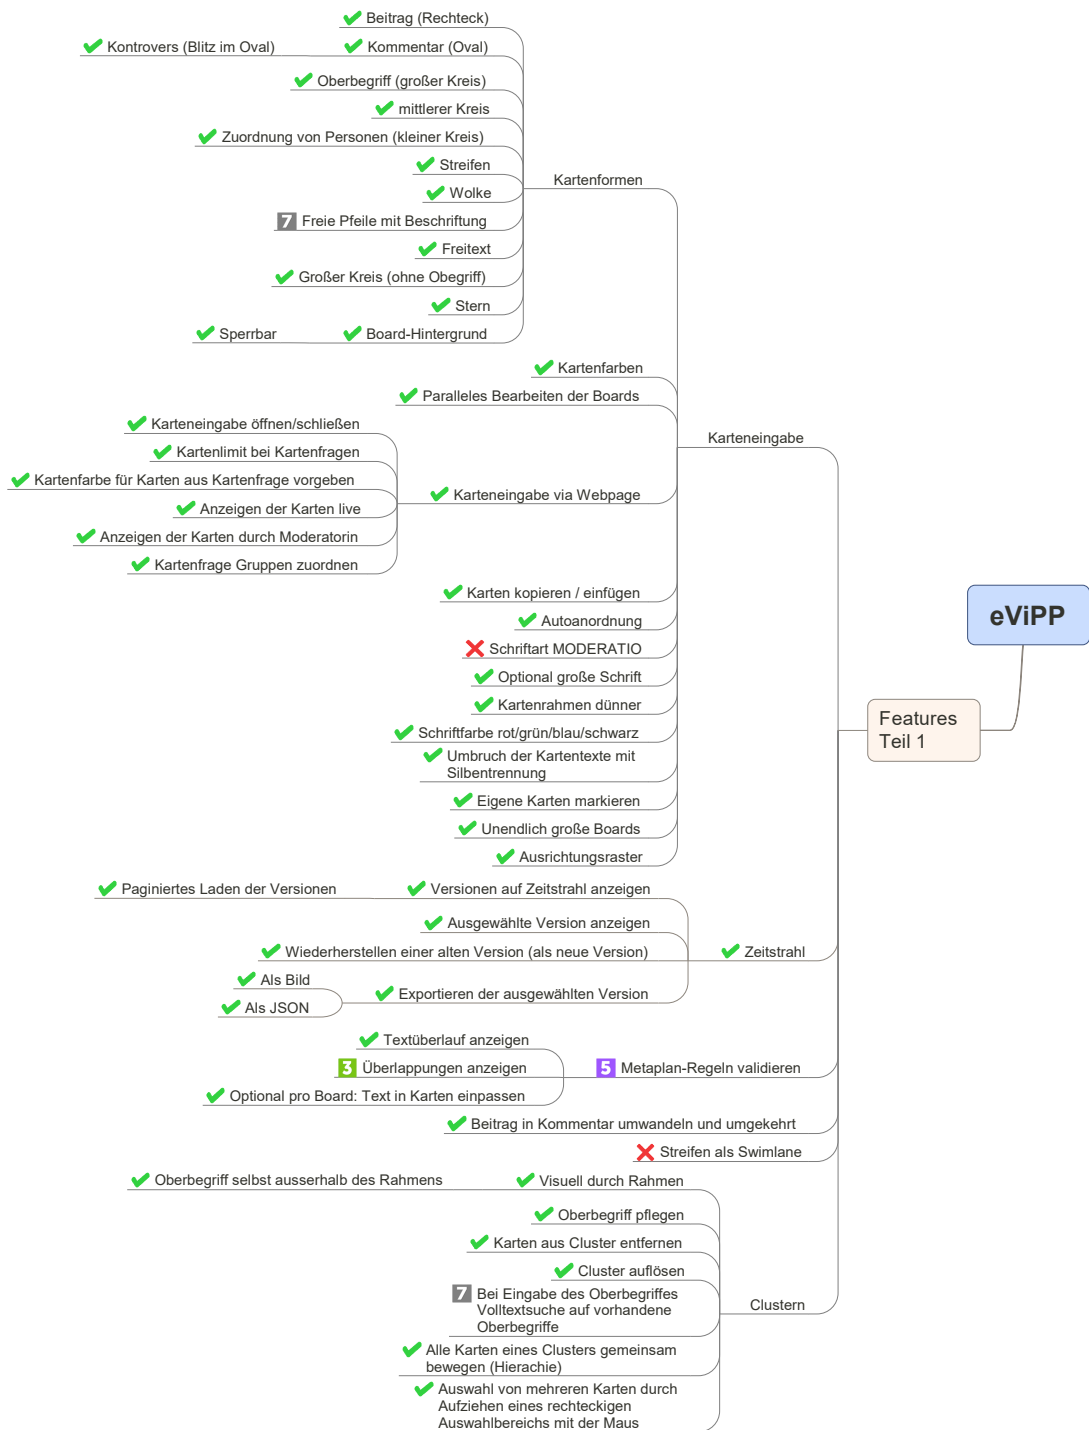 Beitrag (Rechteck)
Kontrovers (Blitz im Oval)
Kommentar (Oval)
Oberbegriff (großer Kreis)
mittlerer Kreis
Zuordnung von Personen (kleiner Kreis)
Streifen
Wolke
7 Freie Pfeile mit Beschriftung
Freitext
Großer Kreis (ohne Obegriff)
Stern
Sperrbar
Board-Hintergrund
Kartenformen
Kartenfarben
Paralleles Bearbeiten der Boards
Karteneingabe öffnen/schließen
Kartenlimit bei Kartenfragen
Kartenfarbe für Karten aus Kartenfrage vorgeben
Anzeigen der Karten live
Anzeigen der Karten durch Moderatorin
Kartenfrage Gruppen zuordnen
Karteneingabe via Webpage
Karten kopieren / einfügen
Autoanordnung
Schriftart MODERATIO
Optional große Schrift
Kartenrahmen dünner
Schriftfarbe rot/grün/blau/schwarz
Umbruch der Kartentexte mit
Silbentrennung
Eigene Karten markieren
Unendlich große Boards
Ausrichtungsraster
Karteneingabe
Paginiertes Laden der Versionen
Versionen auf Zeitstrahl anzeigen
Ausgewählte Version anzeigen
Wiederherstellen einer alten Version (als neue Version)
Als Bild
Als JSON
Exportieren der ausgewählten Version
Zeitstrahl
Textüberlauf anzeigen
3 Überlappungen anzeigen
Optional pro Board: Text in Karten einpassen
5 Metaplan-Regeln validieren
Beitrag in Kommentar umwandeln und umgekehrt
Streifen als Swimlane
Oberbegriff selbst ausserhalb des Rahmens
Visuell durch Rahmen
Oberbegriff pflegen
Karten aus Cluster entfernen
Cluster auflösen
7 Bei Eingabe des Oberbegriffes
Volltextsuche auf vorhandene
Oberbegriffe
Alle Karten eines Clusters gemeinsam
bewegen (Hierachie)
Auswahl von mehreren Karten durch
Aufziehen eines rechteckigen
Auswahlbereichs mit der Maus
Clustern
Features
Teil 1
eViPP